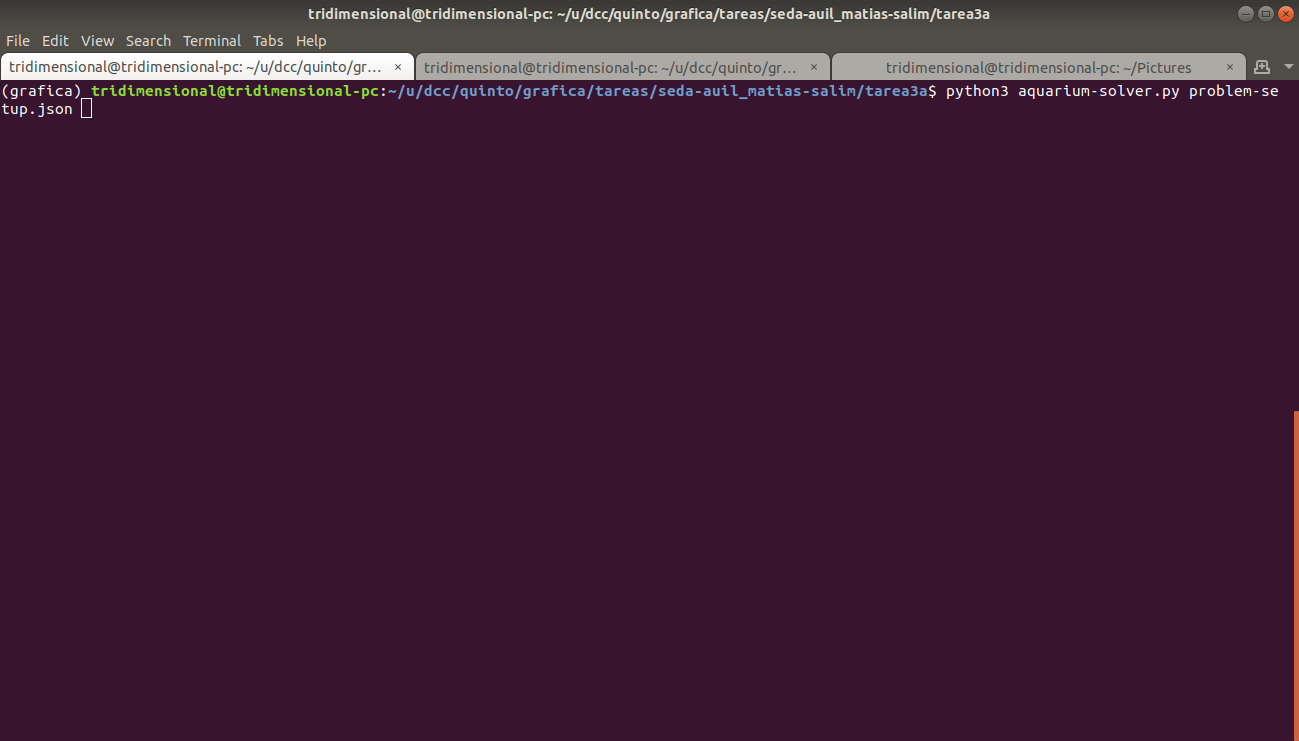 tridimensional@tridimensional-pc: ~/u/dcc/quinto/grafica/tareas/seda-auil_matias-salim/tarea3a
File Edit View Search Terminal Tabs Help
tridimensional@tridimensional-pc: ~/u/dcc/quinto/gr... × tridimensional@tridimensional-pc: ~/u/dcc/quinto/gr... × tridimensional@tridimensional-pc: ~/Pictures ×
(grafica) tridimensional@tridimensional-pc:~/u/dcc/quinto/grafica/tareas/seda-auil_matias-salim/tarea3a$ python3 aquarium-solver.py problem-se
tup.json